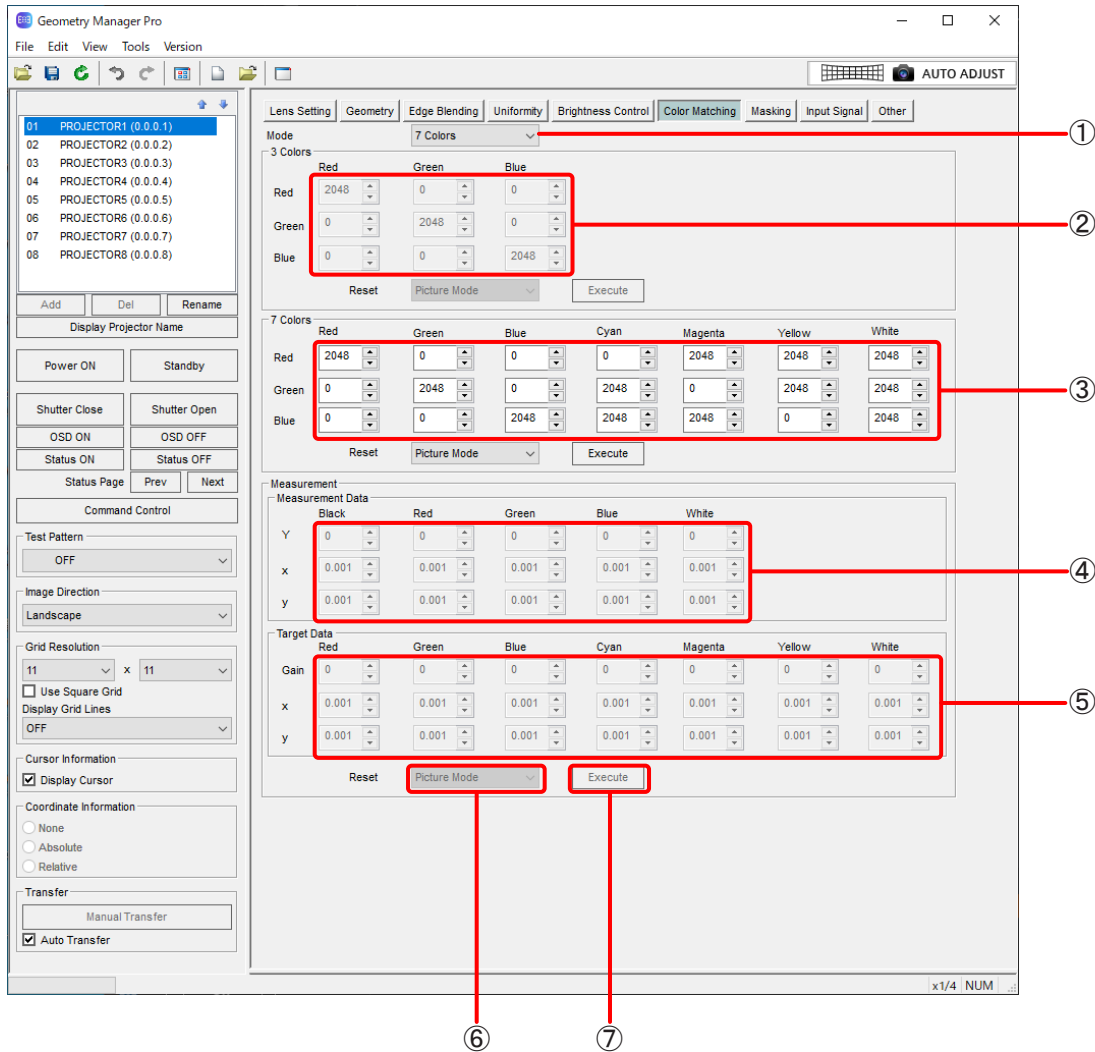 Geometry Manager Pro
File Edit View Tools Version
AUTO ADJUST
01 PROJECTOR1 (0.0.0.1)
02 PROJECTOR2 (0.0.0.2)
03 PROJECTOR3 (0.0.0.3)
04 PROJECTOR4 (0.0.0.4)
05 PROJECTOR5 (0.0.0.5)
06 PROJECTOR6 (0.0.0.6)
07 PROJECTOR7 (0.0.0.7)
08 PROJECTOR8 (0.0.0.8)
Add Del Rename
Display Projector Name
Power ON Standby
Shutter Close Shutter Open
OSD ON OSD OFF
Status ON Status OFF
Status Page Prev Next
Command Control
Test Pattern
OFF
Image Direction
Landscape
Grid Resolution
11 x 11
Use Square Grid
Display Grid Lines
OFF
Cursor Information
Display Cursor
Coordinate Information
None
Absolute
Relative
Transfer
Manual Transfer
Auto Transfer
Lens Setting Geometry Edge Blending Uniformity Brightness Control Color Matching Masking Input Signal Other
Mode 7 Colors ①
3 Colors
Red Green Blue
Red 2048 0 0
Green 0 2048 0 ②
Blue 0 0 2048
Reset Picture Mode Execute
7 Colors
Red Green Blue Cyan Magenta Yellow White
Red 2048 0 0 0 2048 2048 2048
Green 0 2048 0 2048 0 2048 2048 ③
Blue 0 0 2048 2048 2048 0 2048
Reset Picture Mode Execute
Measurement
Measurement Data
Black Red Green Blue White
Y 0 0 0 0 0
x 0.001 0.001 0.001 0.001 0.001 ④
y 0.001 0.001 0.001 0.001 0.001
Target Data
Red Green Blue Cyan Magenta Yellow White
Gain 0 0 0 0 0 0 0
x 0.001 0.001 0.001 0.001 0.001 0.001 0.001 ⑤
y 0.001 0.001 0.001 0.001 0.001 0.001 0.001
Reset Picture Mode Execute
x1/4 NUM
⑥ ⑦